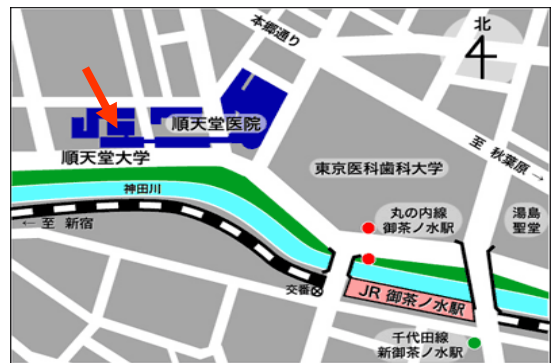 本郷通り
北
順天堂医院
順天堂大学
至 秋葉原 →
東京医科歯科大学
神田川
← 至 新宿
丸の内線
御茶ノ水駅
湯島
聖堂
交番
JR 御茶ノ水駅
千代田線
新御茶ノ水駅